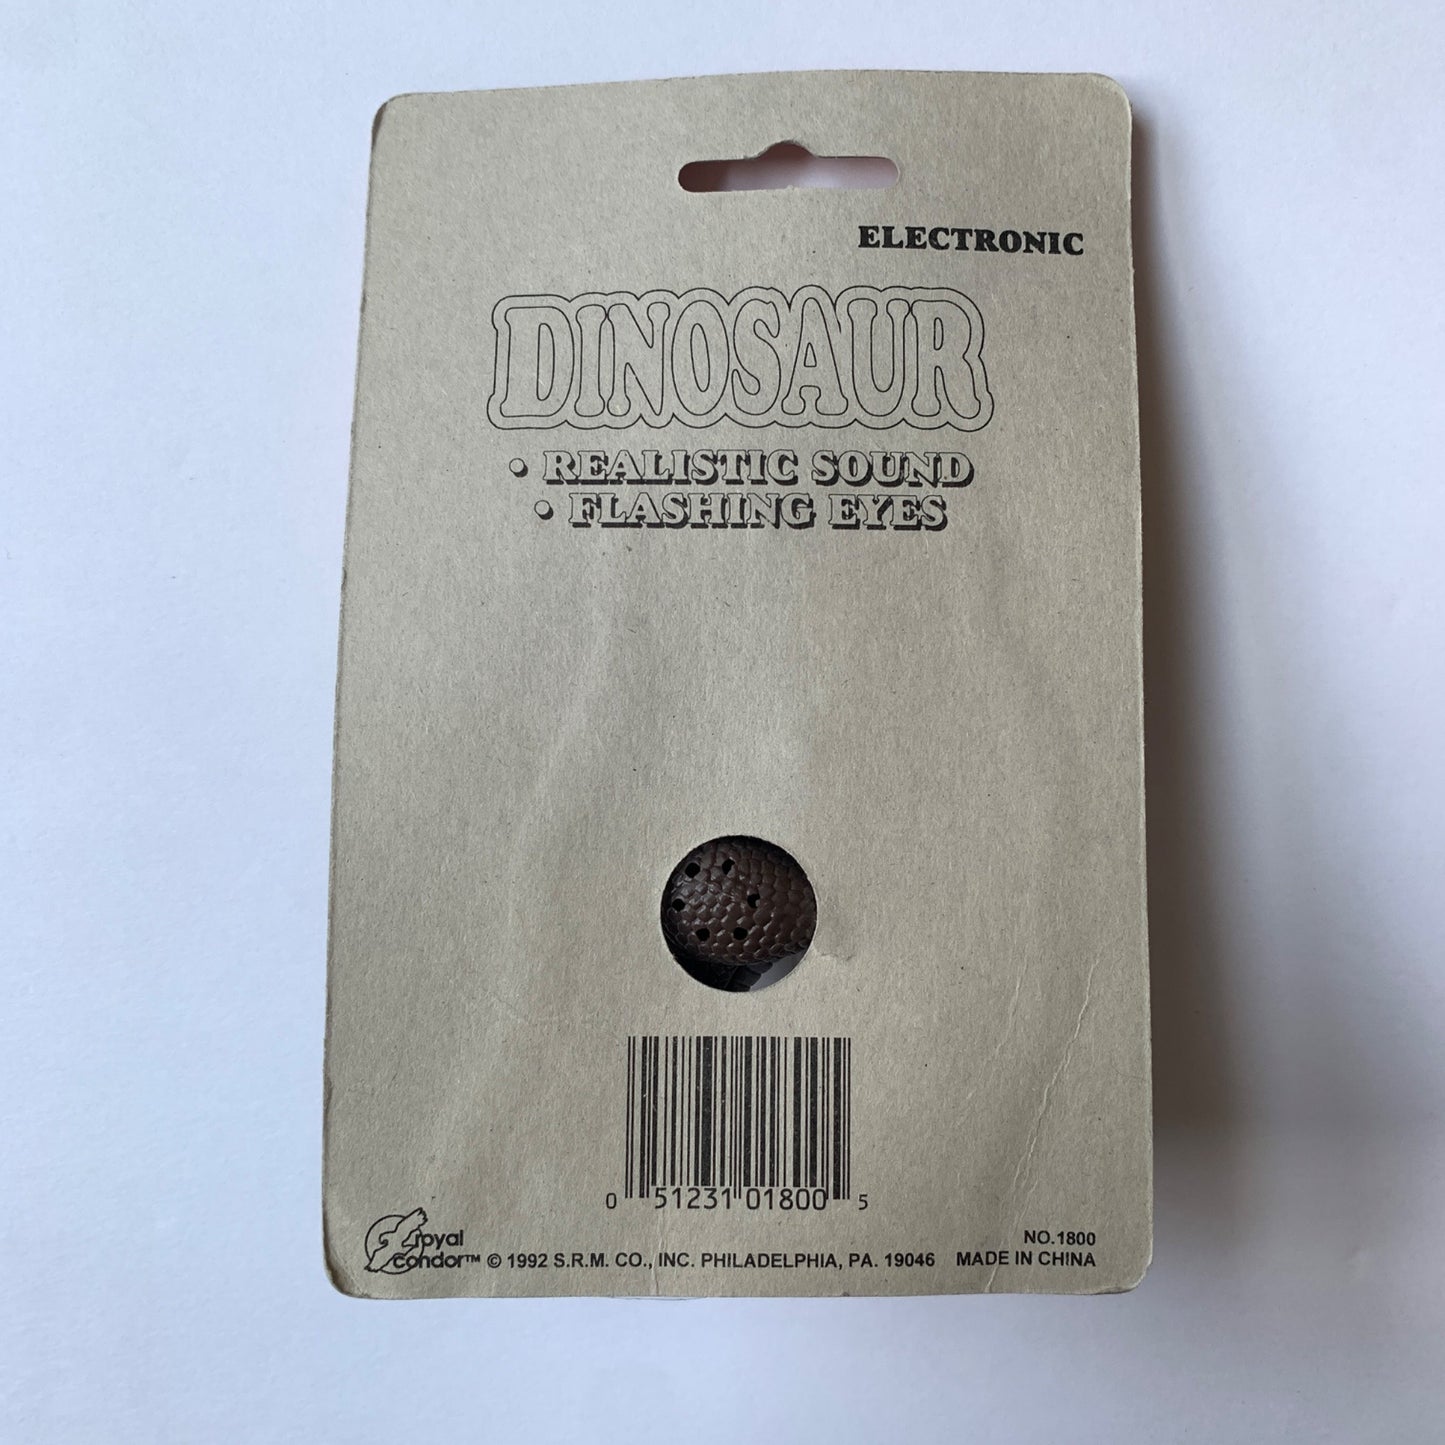 ELECTRONIC
DINOSAUR
• REALISTIC SOUND
• FLASHING EYES
0 51231 01800 5
NO.1800
royal
condor™ © 1992 S.R.M. CO., INC. PHILADELPHIA, PA. 19046 MADE IN CHINA